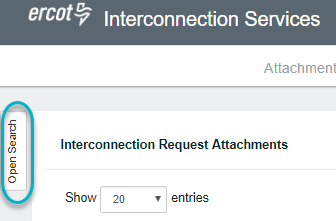 ercot Interconnection Services
Attachment
Open Search
Interconnection Request Attachments
Show 20 entries